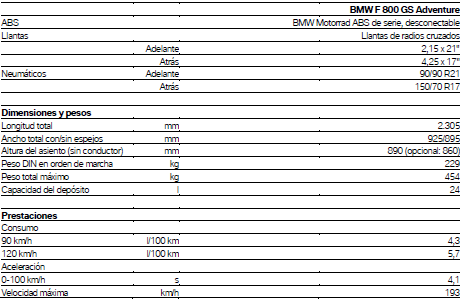 BMW F 800 GS Adventure
ABS BMW Motorrad ABS de serie, desconectable
Llantas Llantas de radios cruzados
Adelante 2,15 x 21"
Atrás 4,25 x 17"
Neumáticos Adelante 90/90 R21
Atrás 150/70 R17
Dimensiones y pesos
Longitud total mm 2.305
Ancho total con/sin espejos mm 925/895
Altura del asiento (sin conductor) mm 890 (opcional: 860)
Peso DIN en orden de marcha kg 229
Peso total máximo kg 454
Capacidad del depósito l 24
Prestaciones
Consumo
90 km/h l/100 km 4,3
120 km/h l/100 km 5,7
Aceleración
0-100 km/h s 4,1
Velocidad máxima km/h 193